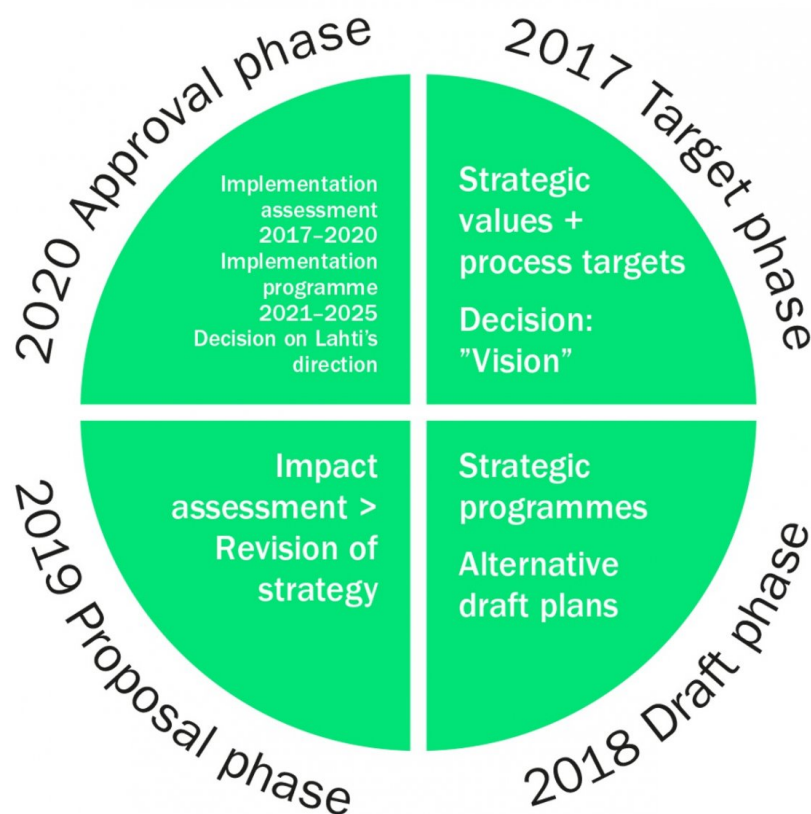 2017 Target phase
Strategic
values +
process targets
Decision:
”Vision”
2018 Draft phase
Strategic
programmes
Alternative
draft plans
2019 Proposal phase
Impact
assessment >
Revision of
strategy
2020 Approval phase
Implementation
assessment
2017–2020
Implementation
programme
2021–2025
Decision on Lahti’s
direction